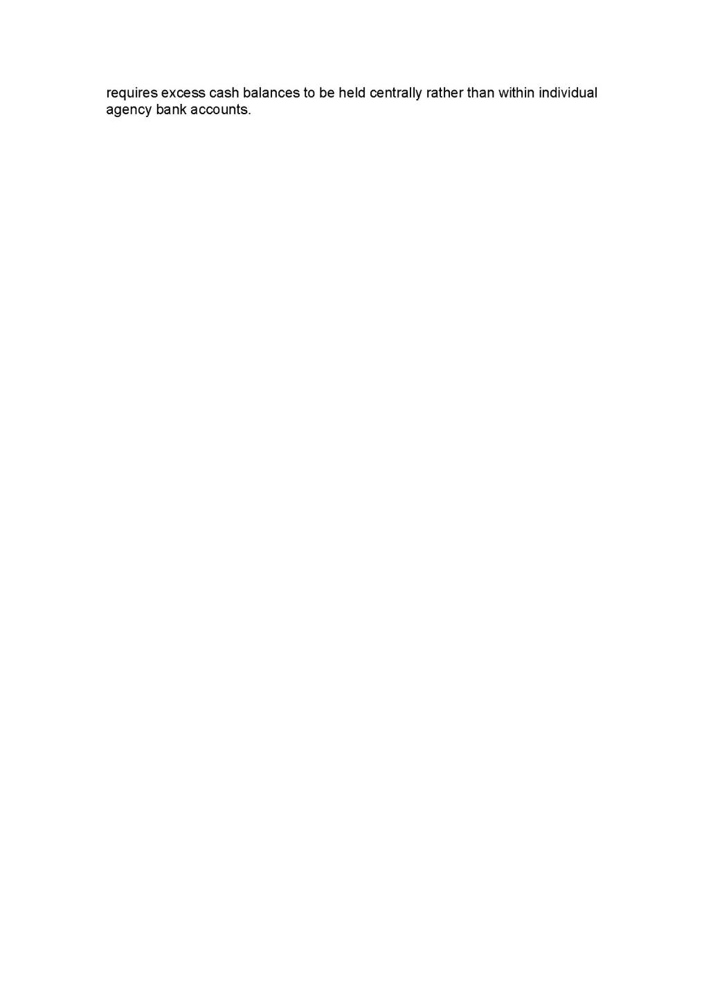 requires excess cash balances to be held centrally rather than within individual
agency bank accounts.